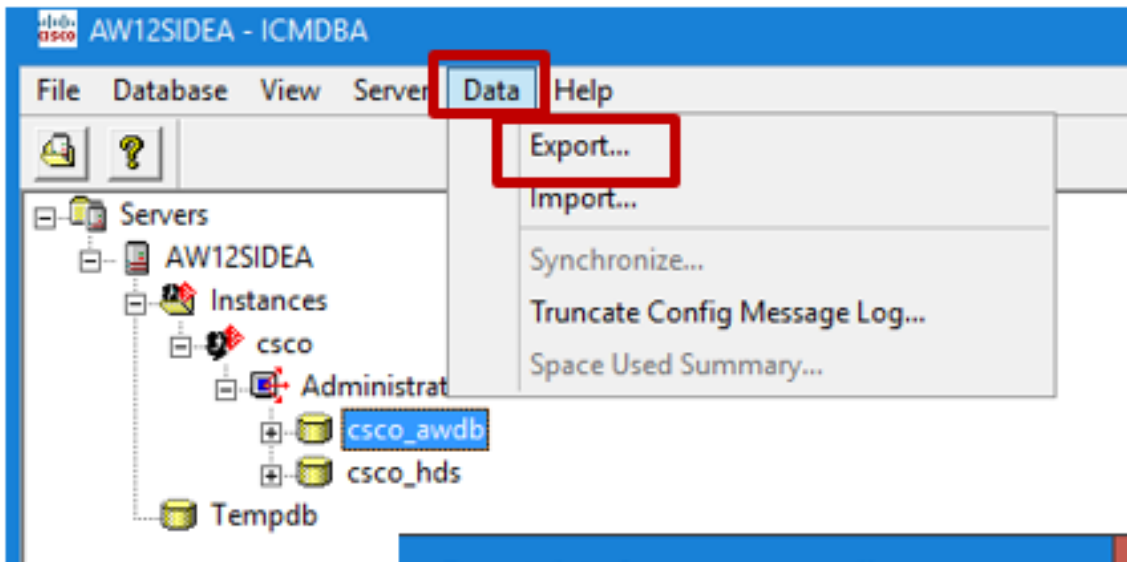 cisco AW12SIDEA - ICMDBA
File Database View Server Data Help
Export...
Import...
Synchronize...
Truncate Config Message Log...
Space Used Summary...
Servers
AW12SIDEA
Instances
csco
Administrat
csco_awdb
csco_hds
Tempdb